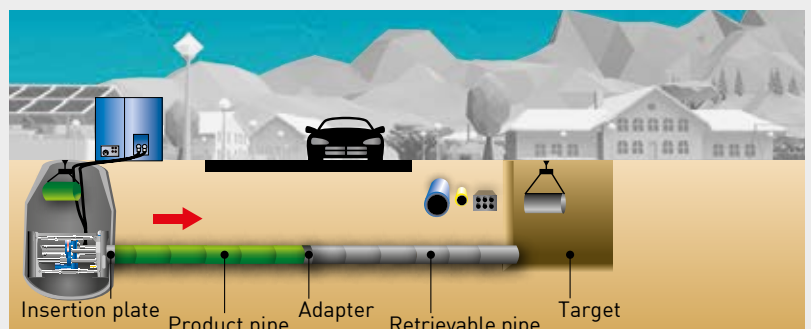 Insertion plate
Product pipe
Adapter
Retrievable pipe
Target